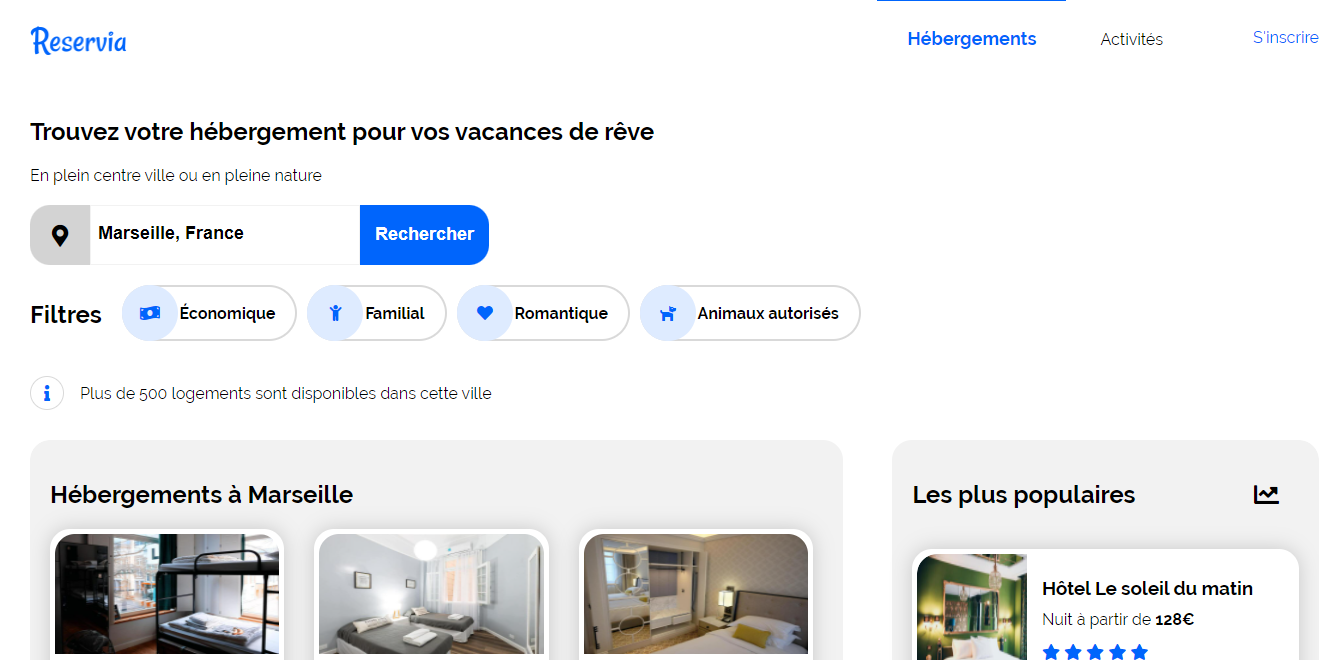 Reservia
Hébergements
Activités
S'inscrire
Trouvez votre hébergement pour vos vacances de rêve
En plein centre ville ou en pleine nature
Marseille, France
Rechercher
Filtres
Économique
Familial
Romantique
Animaux autorisés
Plus de 500 logements sont disponibles dans cette ville
Hébergements à Marseille
Les plus populaires
Hôtel Le soleil du matin
Nuit à partir de 128€